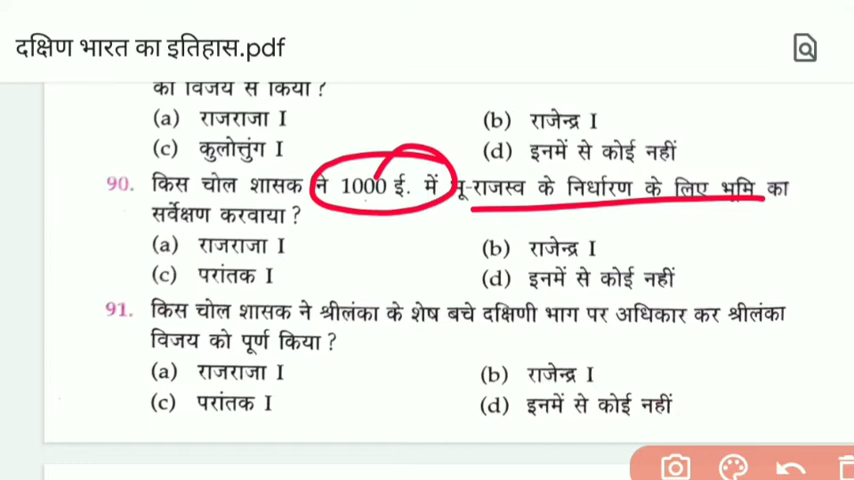 दक्षिण भारत का इतिहास.pdf
का विजय से किया ?
(a) राजराजा I (b) राजेन्द्र I
(c) कुलोत्तुंग I (d) इनमें से कोई नहीं
90. किस चोल शासक ने 1000 ई. में भू-राजस्व के निर्धारण के लिए भूमि का
सर्वेक्षण करवाया ?
(a) राजराजा I (b) राजेन्द्र I
(c) परांतक I (d) इनमें से कोई नहीं
91. किस चोल शासक ने श्रीलंका के शेष बचे दक्षिणी भाग पर अधिकार कर श्रीलंका
विजय को पूर्ण किया ?
(a) राजराजा I (b) राजेन्द्र I
(c) परांतक I (d) इनमें से कोई नहीं